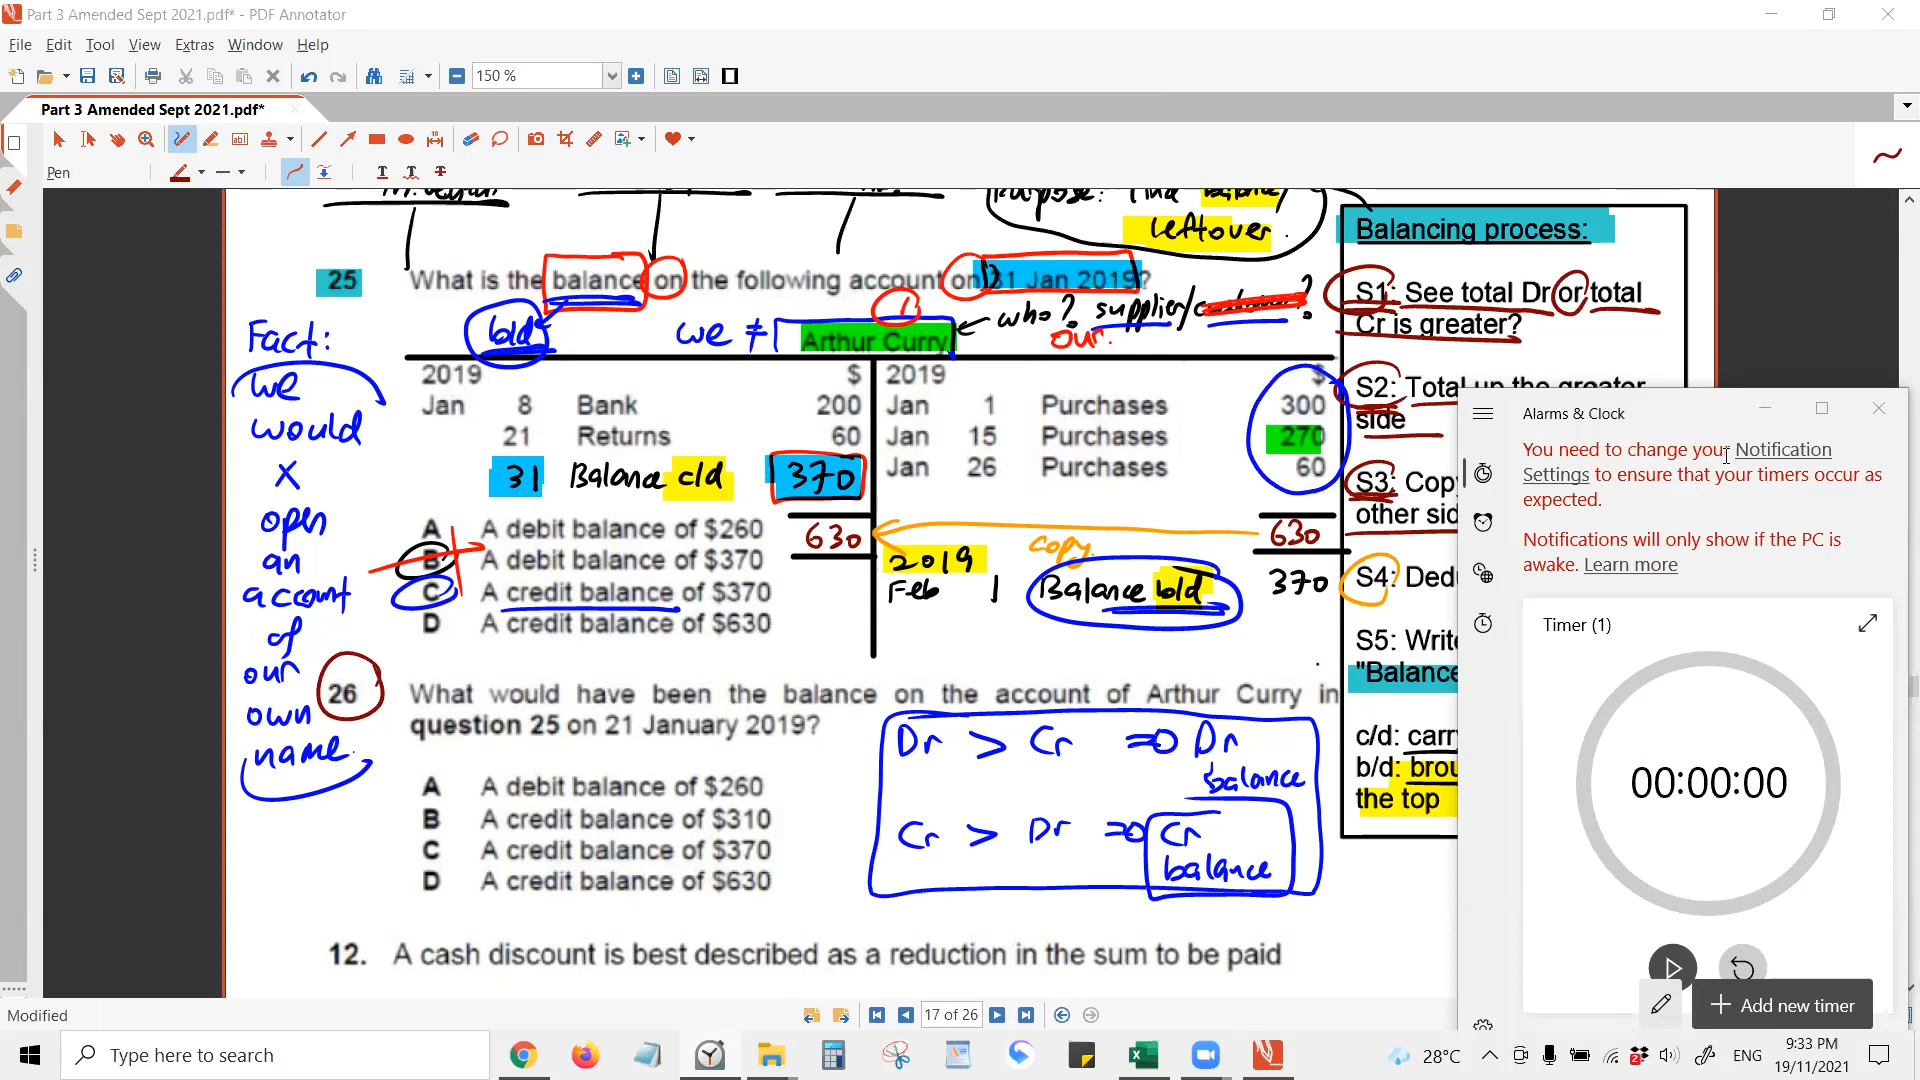 Part 3 Amended Sept 2021.pdf* - PDF Annotator
File Edit Tool View Extras Window Help
150 %
Part 3 Amended Sept 2021.pdf*
Pen
Purpose: Find balance/
leftover.
Balancing process:
25 What is the balance on the following account on 31 Jan 2019?
Fact:
we
would
X
open
an
account
of
our
own
name.
b/d
we ≠
1
Arthur Curry
who? supplier/ ?
our.
2019 $ 2019 $
Jan 8 Bank 200 Jan 1 Purchases 300
21 Returns 60 Jan 15 Purchases 270
31 Balance c/d 370 Jan 26 Purchases 60
A A debit balance of $260 630 630
copy
B A debit balance of $370 2019
C A credit balance of $370 Feb 1 Balance b/d 370
D A credit balance of $630
S1: See total Dr or total
Cr is greater?
S2: Total up the greater
side
S3: Copy
other sid
S4: Ded
S5: Write
"Balance
c/d: carr
b/d: brou
the top
26 What would have been the balance on the account of Arthur Curry in
question 25 on 21 January 2019?
A A debit balance of $260
B A credit balance of $310
C A credit balance of $370
D A credit balance of $630
Dr > Cr => Dr
balance
Cr > Dr => Cr
balance
12. A cash discount is best described as a reduction in the sum to be paid
Alarms & Clock
You need to change your Notification
Settings to ensure that your timers occur as
expected.
Notifications will only show if the PC is
awake. Learn more
Timer (1)
00:00:00
Add new timer
Modified
17 of 26
Type here to search
28°C
ENG
9:33 PM
19/11/2021